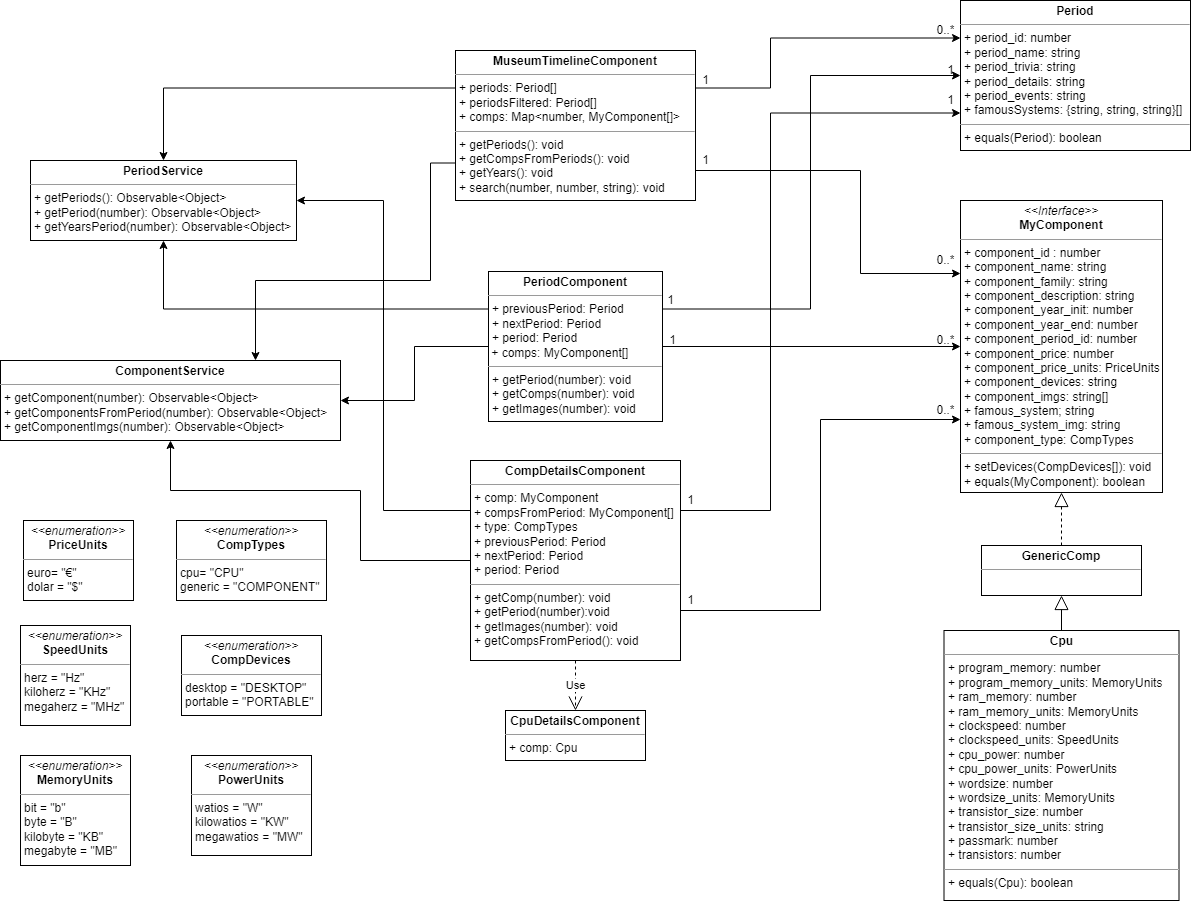 Period
+ period_id: number
+ period_name: string
+ period_trivia: string
+ period_details: string
+ period_events: string
+ famousSystems: {string, string, string}[]
+ equals(Period): boolean
0..*
1
1
MuseumTimelineComponent
+ periods: Period[]
+ periodsFiltered: Period[]
+ comps: Map<number, MyComponent[]>
+ getPeriods(): void
+ getCompsFromPeriods(): void
+ getYears(): void
+ search(number, number, string): void
1
1
PeriodService
+ getPeriods(): Observable<Object>
+ getPeriod(number): Observable<Object>
+ getYearsPeriod(number): Observable<Object>
<<Interface>>
MyComponent
+ component_id : number
+ component_name: string
+ component_family: string
+ component_description: string
+ component_year_init: number
+ component_year_end: number
+ component_period_id: number
+ component_price: number
+ component_price_units: PriceUnits
+ component_devices: string
+ component_imgs: string[]
+ famous_system; string
+ famous_system_img: string
+ component_type: CompTypes
+ setDevices(CompDevices[]): void
+ equals(MyComponent): boolean
0..*
0..*
0..*
PeriodComponent
+ previousPeriod: Period
+ nextPeriod: Period
+ period: Period
+ comps: MyComponent[]
+ getPeriod(number): void
+ getComps(number): void
+ getImages(number): void
1
1
ComponentService
+ getComponent(number): Observable<Object>
+ getComponentsFromPeriod(number): Observable<Object>
+ getComponentImgs(number): Observable<Object>
CompDetailsComponent
+ comp: MyComponent
+ compsFromPeriod: MyComponent[]
+ type: CompTypes
+ previousPeriod: Period
+ nextPeriod: Period
+ period: Period
+ getComp(number): void
+ getPeriod(number):void
+ getImages(number): void
+ getCompsFromPeriod(): void
1
1
Use
CpuDetailsComponent
+ comp: Cpu
<<enumeration>>
PriceUnits
euro= "€"
dolar = "$"
<<enumeration>>
CompTypes
cpu= "CPU"
generic = "COMPONENT"
<<enumeration>>
SpeedUnits
herz = "Hz"
kiloherz = "KHz"
megaherz = "MHz"
<<enumeration>>
CompDevices
desktop = "DESKTOP"
portable = "PORTABLE"
<<enumeration>>
MemoryUnits
bit = "b"
byte = "B"
kilobyte = "KB"
megabyte = "MB"
<<enumeration>>
PowerUnits
watios = "W"
kilowatios = "KW"
megawatios = "MW"
GenericComp
Cpu
+ program_memory: number
+ program_memory_units: MemoryUnits
+ ram_memory: number
+ ram_memory_units: MemoryUnits
+ clockspeed: number
+ clockspeed_units: SpeedUnits
+ cpu_power: number
+ cpu_power_units: PowerUnits
+ wordsize: number
+ wordsize_units: MemoryUnits
+ transistor_size: number
+ transistor_size_units: string
+ passmark: number
+ transistors: number
+ equals(Cpu): boolean